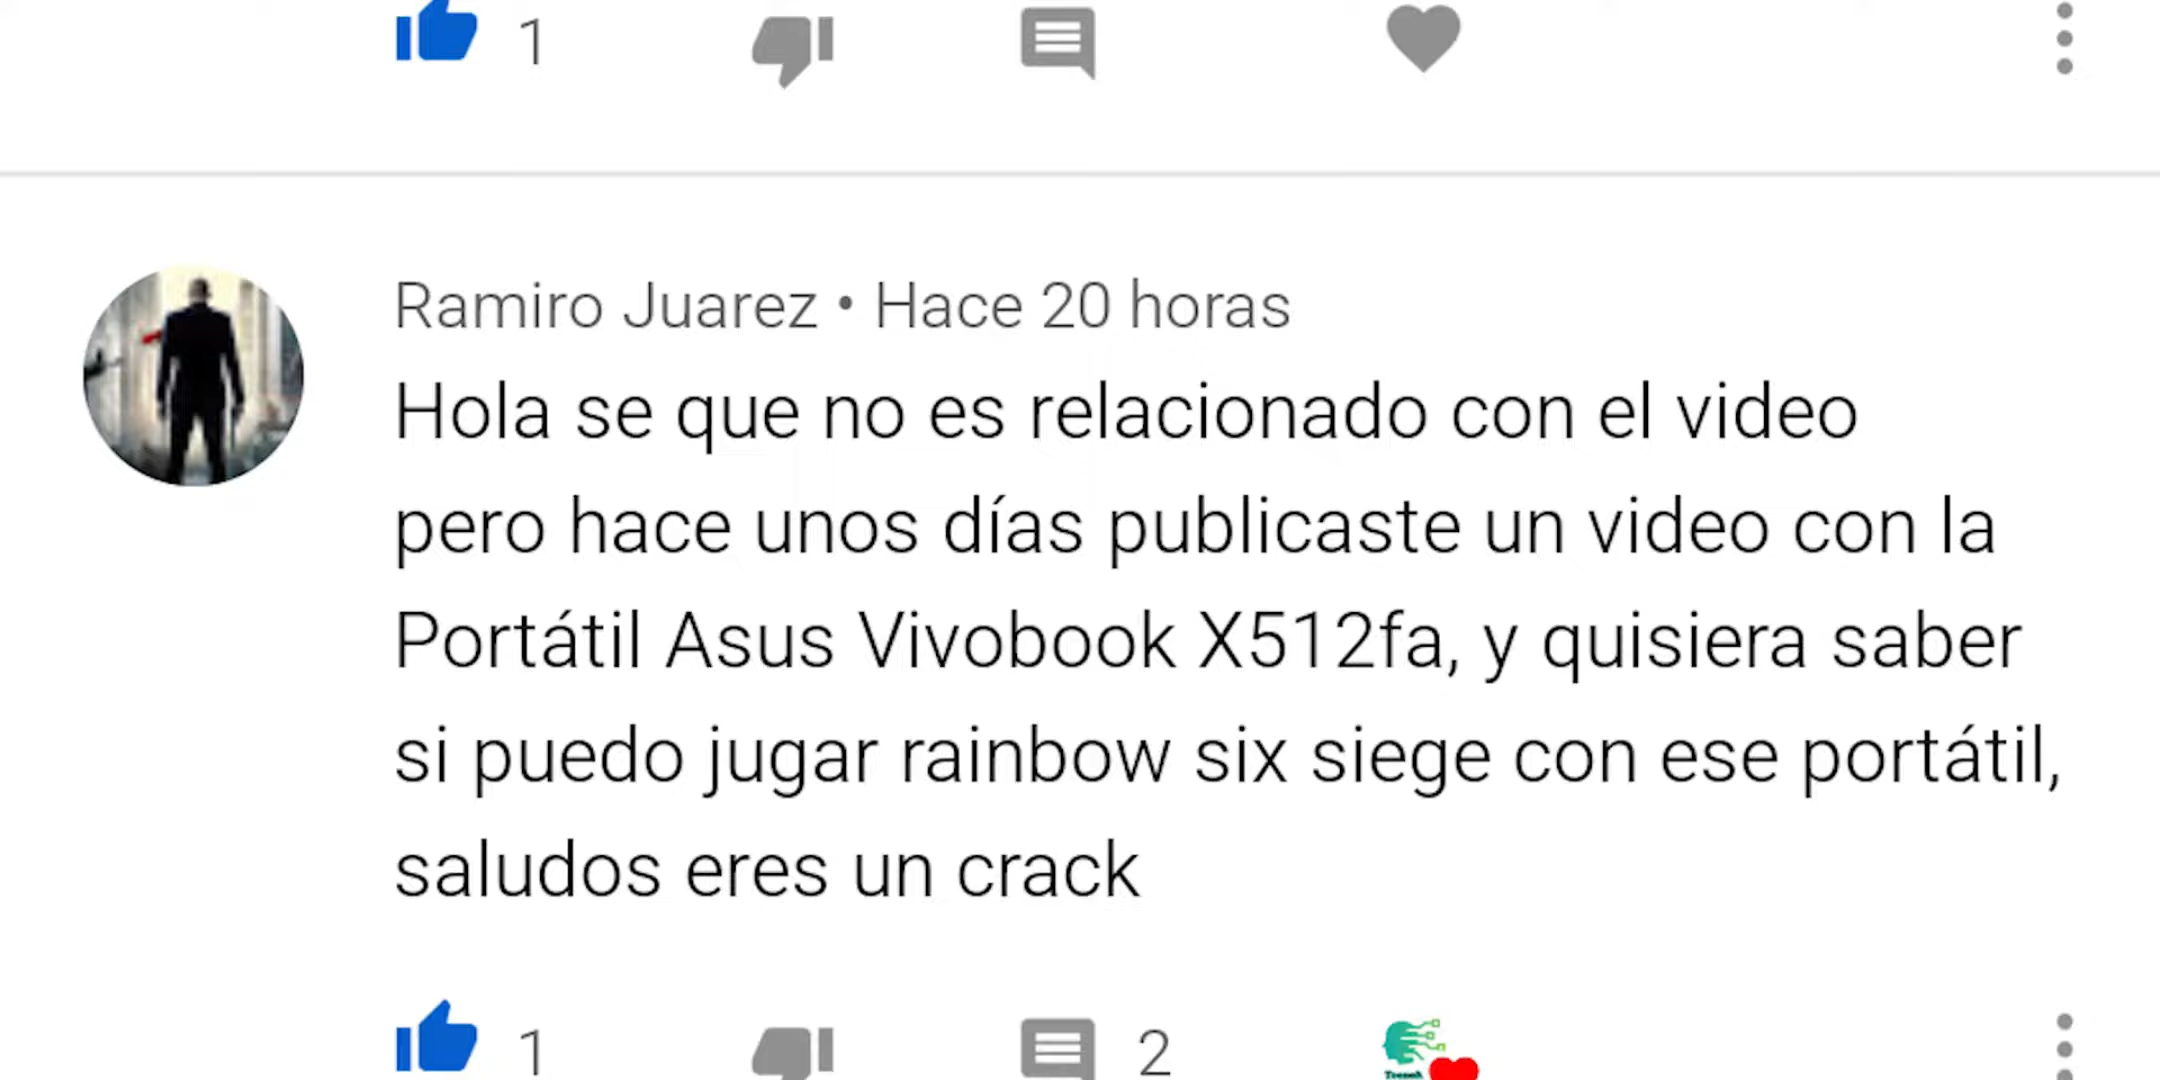 1
Ramiro Juarez • Hace 20 horas
Hola se que no es relacionado con el video
pero hace unos días publicaste un video con la
Portátil Asus Vivobook X512fa, y quisiera saber
si puedo jugar rainbow six siege con ese portátil,
saludos eres un crack
1 2